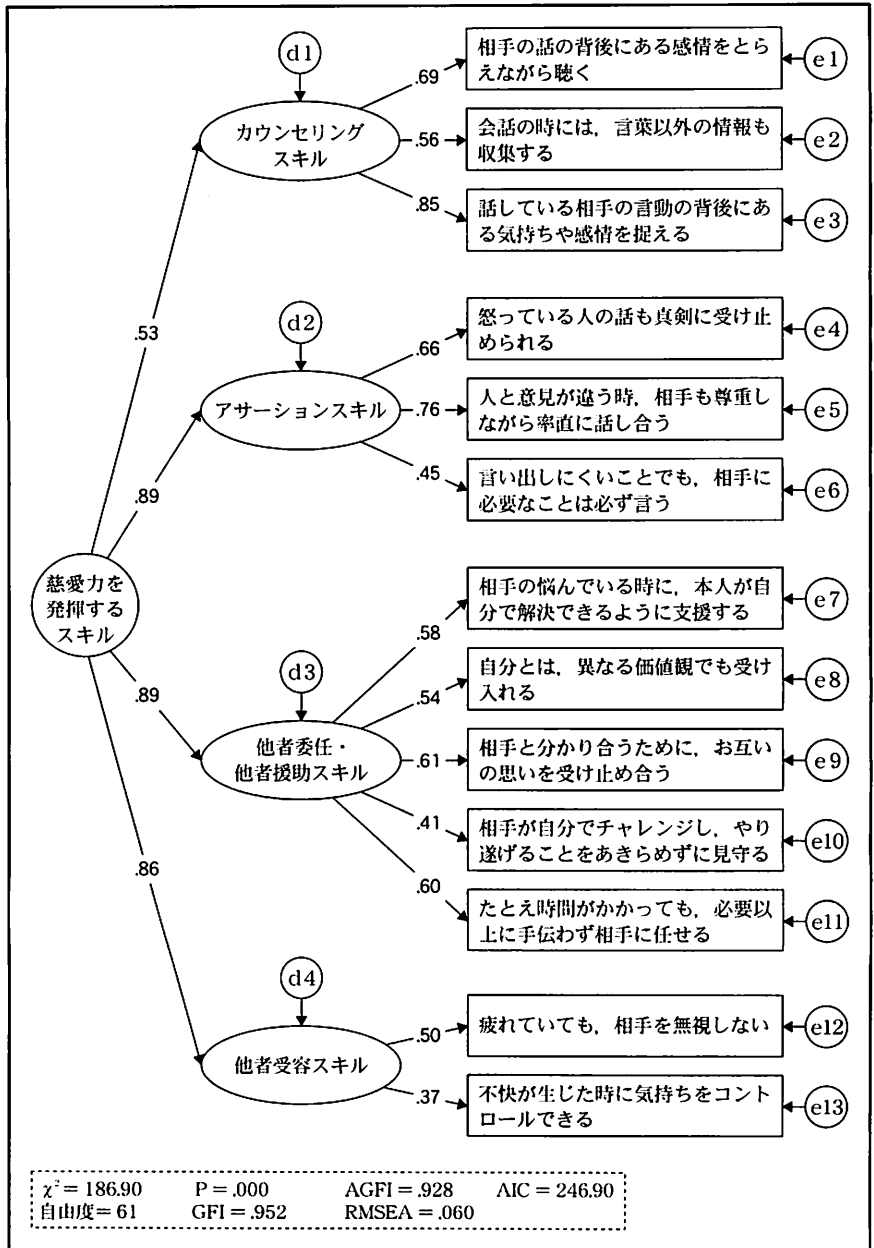 d1
カウンセリング
スキル
.69
.56
.85
相手の話の背後にある感情をとら
えながら聴く
e1
会話の時には，言葉以外の情報も
収集する
e2
話している相手の言動の背後にあ
る気持ちや感情を捉える
e3
.53
d2
アサーションスキル
.66
.76
.45
怒っている人の話も真剣に受け止
められる
e4
人と意見が違う時，相手も尊重し
ながら率直に話し合う
e5
言い出しにくいことでも，相手に
必要なことは必ず言う
e6
.89
慈愛力を
発揮する
スキル
.89
d3
他者委任・
他者援助スキル
.58
.54
.61
.41
.60
相手の悩んでいる時に，本人が自
分で解決できるように支援する
e7
自分とは，異なる価値観でも受け
入れる
e8
相手と分かり合うために，お互い
の思いを受け止め合う
e9
相手が自分でチャレンジし，やり
遂げることをあきらめずに見守る
e10
たとえ時間がかかっても，必要以
上に手伝わず相手に任せる
e11
.86
d4
他者受容スキル
.50
.37
疲れていても，相手を無視しない
e12
不快が生じた時に気持ちをコント
ロールできる
e13
χ²＝186.90 P＝.000 AGFI＝.928 AIC＝246.90
自由度＝61 GFI＝.952 RMSEA＝.060